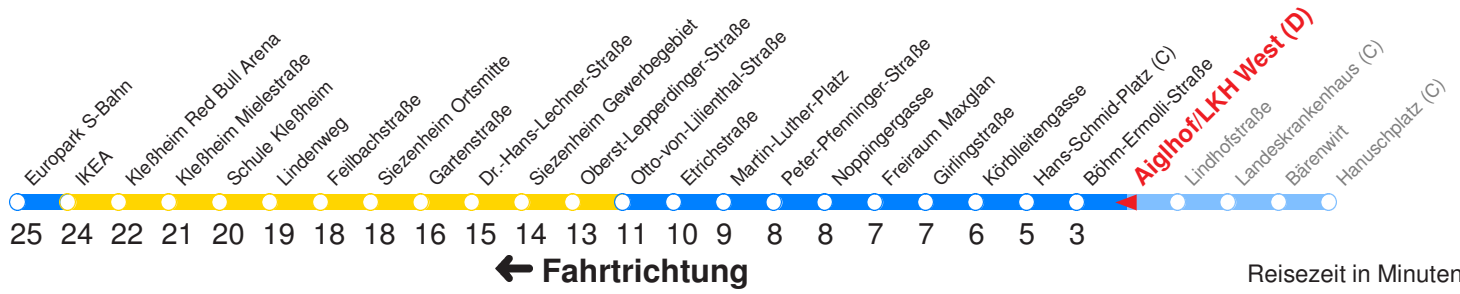 Europark S-Bahn
IKEA
Kleßheim Red Bull Arena
Kleßheim Mielestraße
Schule Kleßheim
Lindenweg
Feilbachstraße
Siezenheim Ortsmitte
Gartenstraße
Dr.-Hans-Lechner-Straße
Siezenheim Gewerbegebiet
Oberst-Lepperdinger-Straße
Otto-von-Lilienthal-Straße
Etrichstraße
Martin-Luther-Platz
Peter-Pfenninger-Straße
Noppingergasse
Freiraum Maxglan
Girlingstraße
Körblleitengasse
Hans-Schmid-Platz (C)
Böhm-Ermolli-Straße
Aiglhof/LKH West (D)
Lindhofstraße
Landeskrankenhaus (C)
Bärenwirt
Hanuschplatz (C)
25 24 22 21 20 19 18 18 16 15 14 13 11 10 9 8 8 7 7 6 5 3
Fahrtrichtung
Reisezeit in Minuten